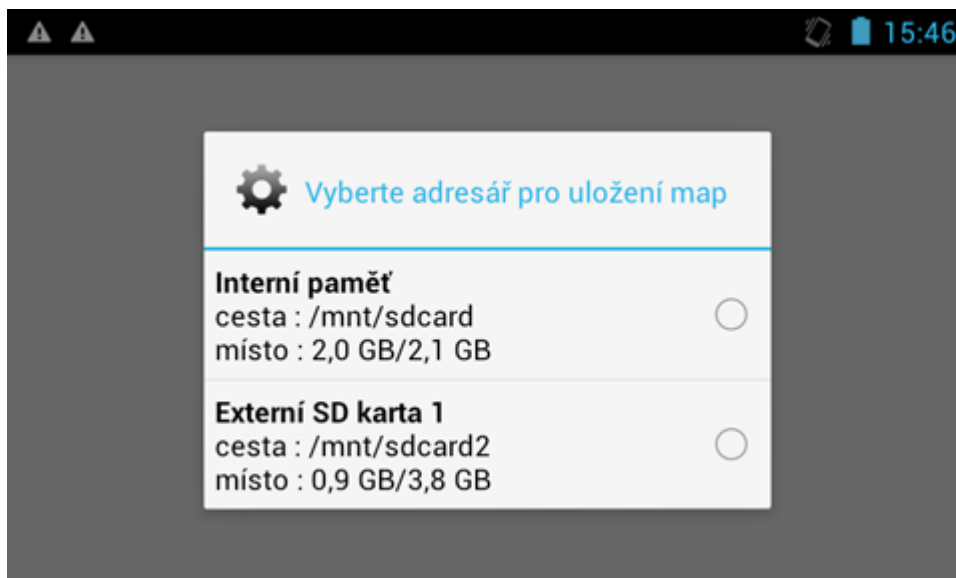 15:46
Vyberte adresář pro uložení map
Interní paměť
cesta : /mnt/sdcard
místo : 2,0 GB/2,1 GB
Externí SD karta 1
cesta : /mnt/sdcard2
místo : 0,9 GB/3,8 GB